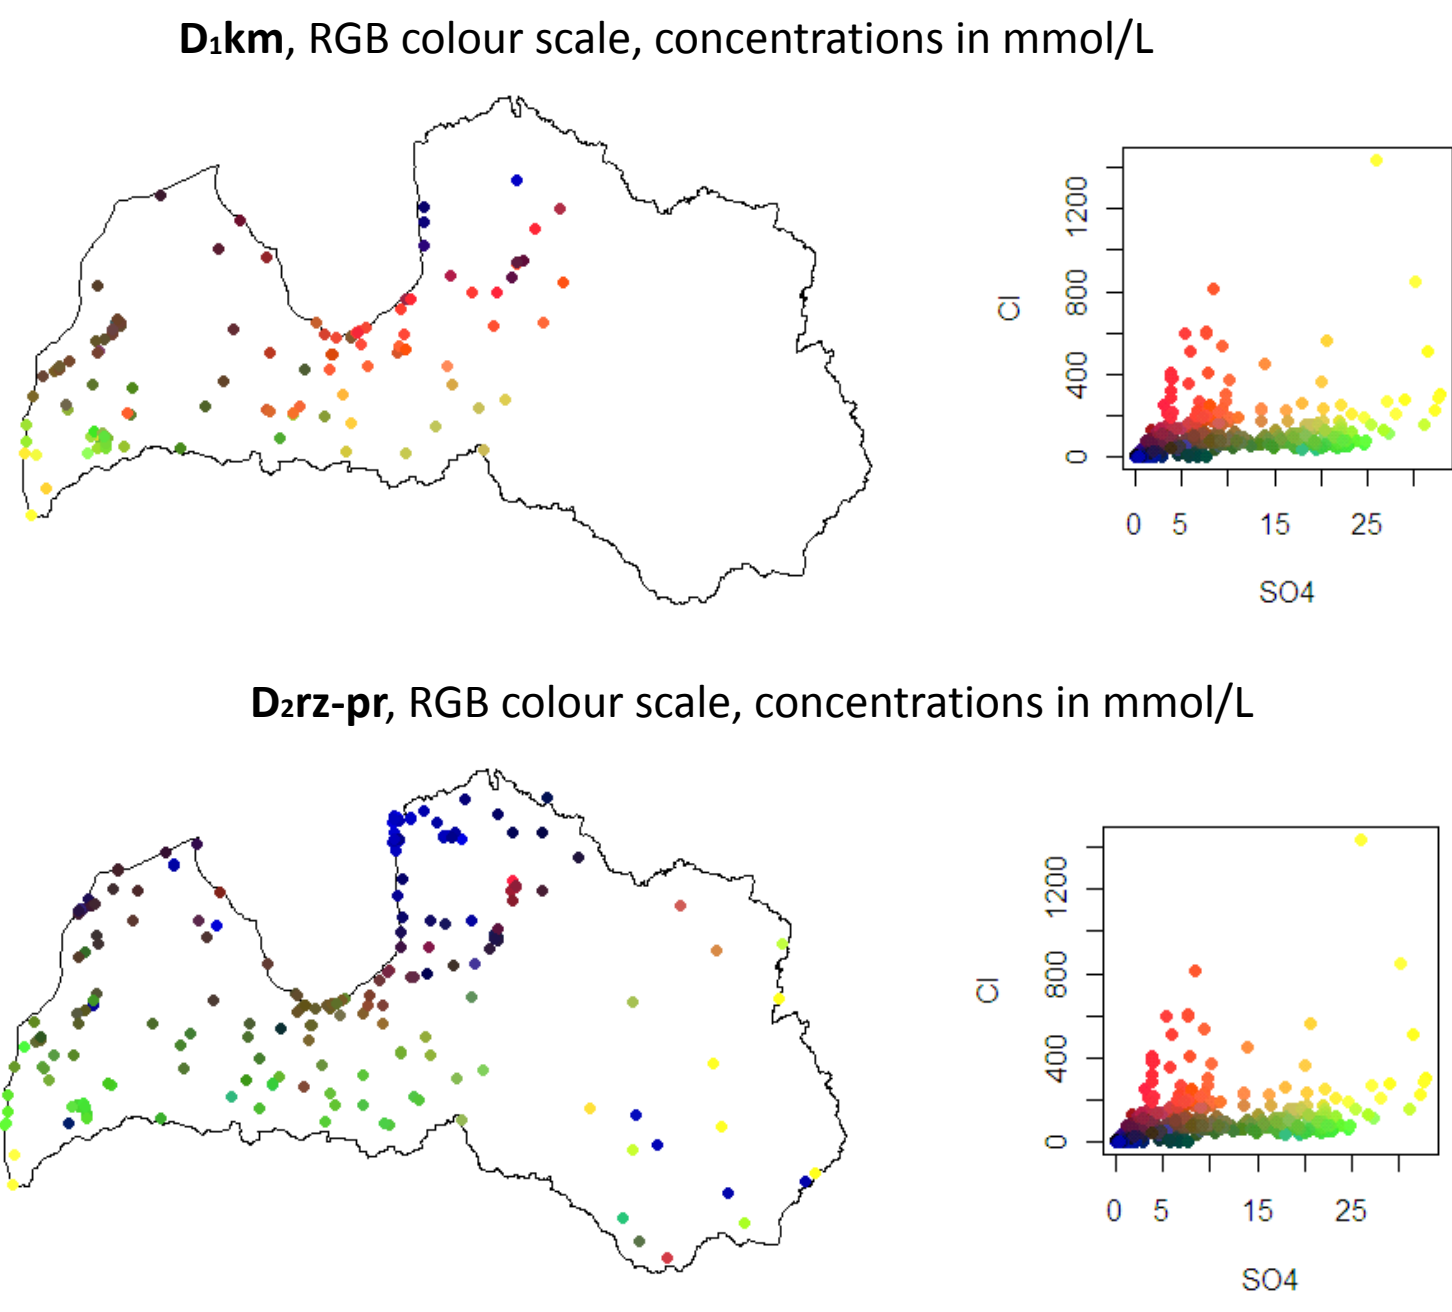 D₁km, RGB colour scale, concentrations in mmol/L
Cl
0 400 800 1200
0 5 15 25
SO4
D₂rz-pr, RGB colour scale, concentrations in mmol/L
Cl
0 400 800 1200
0 5 15 25
SO4